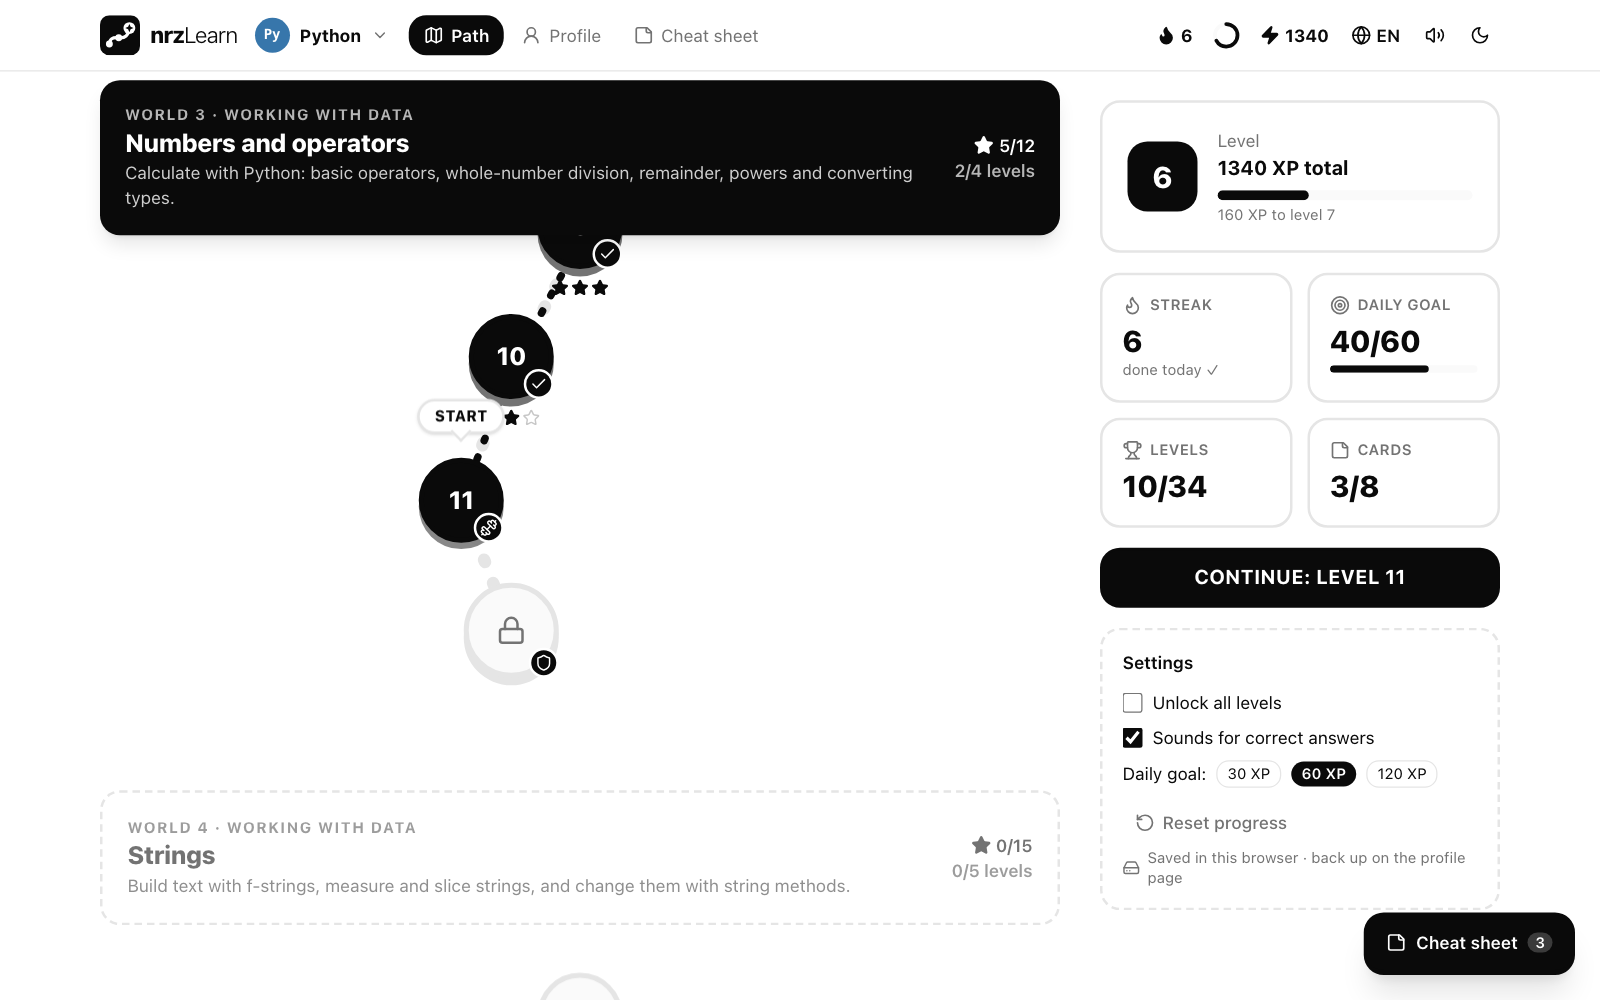 nrzLearn
Py Python
Path
Profile
Cheat sheet
6
1340
EN
WORLD 3 · WORKING WITH DATA
Numbers and operators
Calculate with Python: basic operators, whole-number division, remainder, powers and converting
types.
5/12
2/4 levels
10
START
11
WORLD 4 · WORKING WITH DATA
Strings
Build text with f-strings, measure and slice strings, and change them with string methods.
0/15
0/5 levels
6
Level
1340 XP total
160 XP to level 7
STREAK
6
done today ✓
DAILY GOAL
40/60
LEVELS
10/34
CARDS
3/8
CONTINUE: LEVEL 11
Settings
Unlock all levels
Sounds for correct answers
Daily goal: 30 XP 60 XP 120 XP
Reset progress
Saved in this browser · back up on the profile
page
Cheat sheet 3